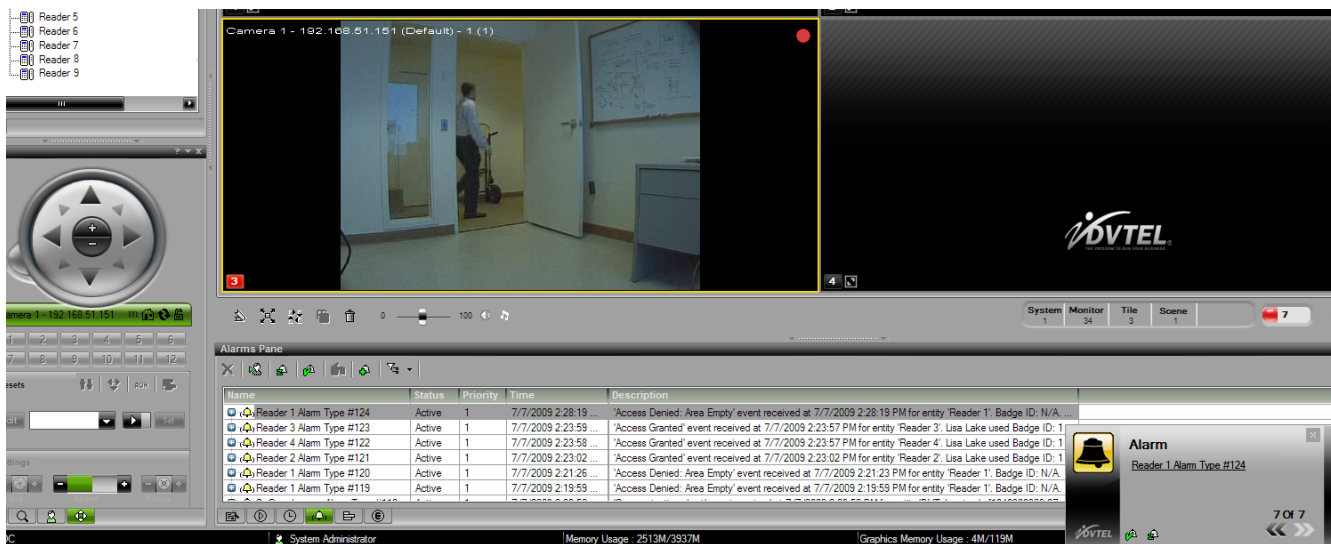 Reader 5
Reader 6
Reader 7
Reader 8
Reader 9
Camera 1 - 192.168.51.151 (Default) - 1 (1)
3
4
DVTEL
amera 1 - 192.168.51.151
1 2 3 4 5 6
7 8 9 10 11 12
esets
AUX
dit
Set
ttings
Focus
0
100
System 1
Monitor 34
Tile 3
Scene 1
7
Alarms Pane
Name Status Priority Time Description
Reader 1 Alarm Type #124 Active 1 7/7/2009 2:28:19 ... 'Access Denied: Area Empty' event received at 7/7/2009 2:28:19 PM for entity 'Reader 1'. Badge ID: N/A. ...
Reader 3 Alarm Type #123 Active 1 7/7/2009 2:23:59 ... 'Access Granted' event received at 7/7/2009 2:23:57 PM for entity 'Reader 3'. Lisa Lake used Badge ID: 1
Reader 4 Alarm Type #122 Active 1 7/7/2009 2:23:58 ... 'Access Granted' event received at 7/7/2009 2:23:57 PM for entity 'Reader 4'. Lisa Lake used Badge ID: 1
Reader 2 Alarm Type #121 Active 1 7/7/2009 2:23:02 ... 'Access Granted' event received at 7/7/2009 2:23:02 PM for entity 'Reader 2'. Lisa Lake used Badge ID: 1
Reader 1 Alarm Type #120 Active 1 7/7/2009 2:21:26 ... 'Access Denied: Area Empty' event received at 7/7/2009 2:21:23 PM for entity 'Reader 1'. Badge ID: N/A.
Reader 1 Alarm Type #119 Active 1 7/7/2009 2:19:59 ... 'Access Denied: Area Empty' event received at 7/7/2009 2:19:59 PM for entity 'Reader 1'. Badge ID: N/A.
Alarm
Reader 1 Alarm Type #124
7 Of 7
DVTEL
OC
System Administrator
Memory Usage : 2513M/3937M
Graphics Memory Usage : 4M/119M